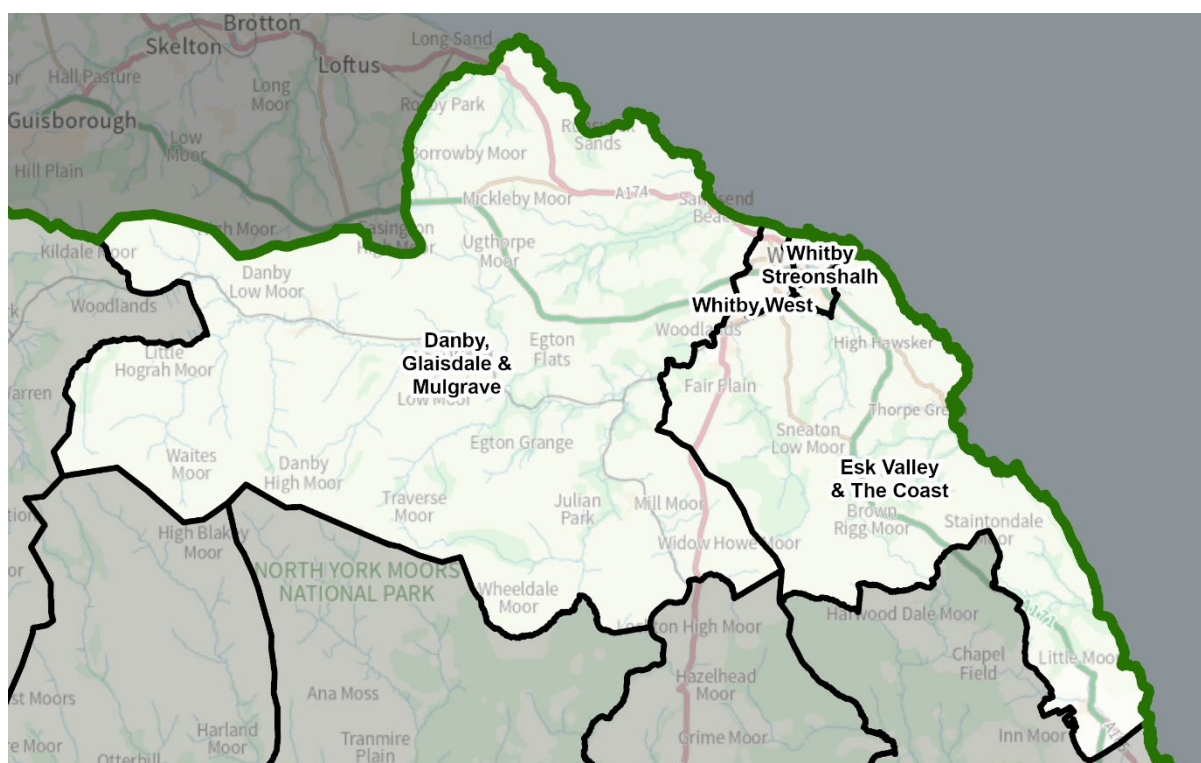 Brotton
Skelton
Long Sand
Loftus
Hall Pasture
Long
Moor
Guisborough
Low
Moor
Hill Plain
Borrowby Moor
Sands
Mickleby Moor
A174
Kildale Moor
High Moor
Ugthorpe
Moor
Danby
Low Moor
Woodlands
Whitby
Streonshalh
Whitby West
Woodlands
High Hawsker
Danby,
Glaisdale &
Mulgrave
Egton
Flats
Little
Hograh Moor
Low Moor
Fair Plain
Egton Grange
Sneaton
Low Moor
Waites
Moor
Danby
High Moor
Traverse
Moor
Julian
Park
Mill Moor
Esk Valley
& The Coast
Brown
Rigg Moor
Staintondale
High Blakey
Moor
Widow Howe Moor
NORTH YORK MOORS
NATIONAL PARK
Wheeldale
Moor
High Moor
Harwood Dale Moor
Chapel
Field
Little Moor
Hazelhead
Moor
Ana Moss
Harland
Moor
Tranmire
Plain
Grime Moor
Inn Moor